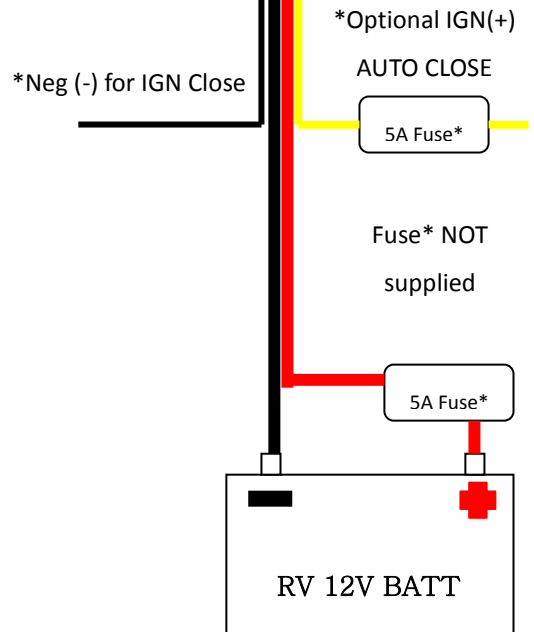 *Optional IGN(+)
AUTO CLOSE
*Neg (-) for IGN Close
5A Fuse*
Fuse* NOT
supplied
5A Fuse*
RV 12V BATT